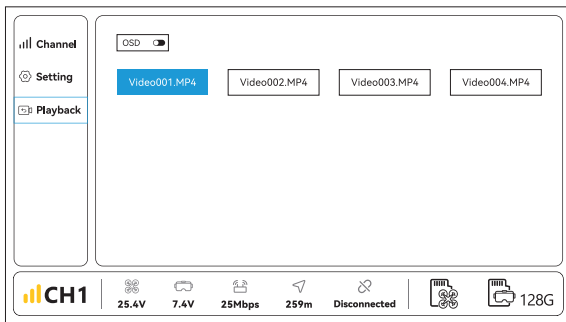 Channel
Setting
Playback
OSD
Video001.MP4
Video002.MP4
Video003.MP4
Video004.MP4
CH1
25.4V
7.4V
25Mbps
259m
Disconnected
128G